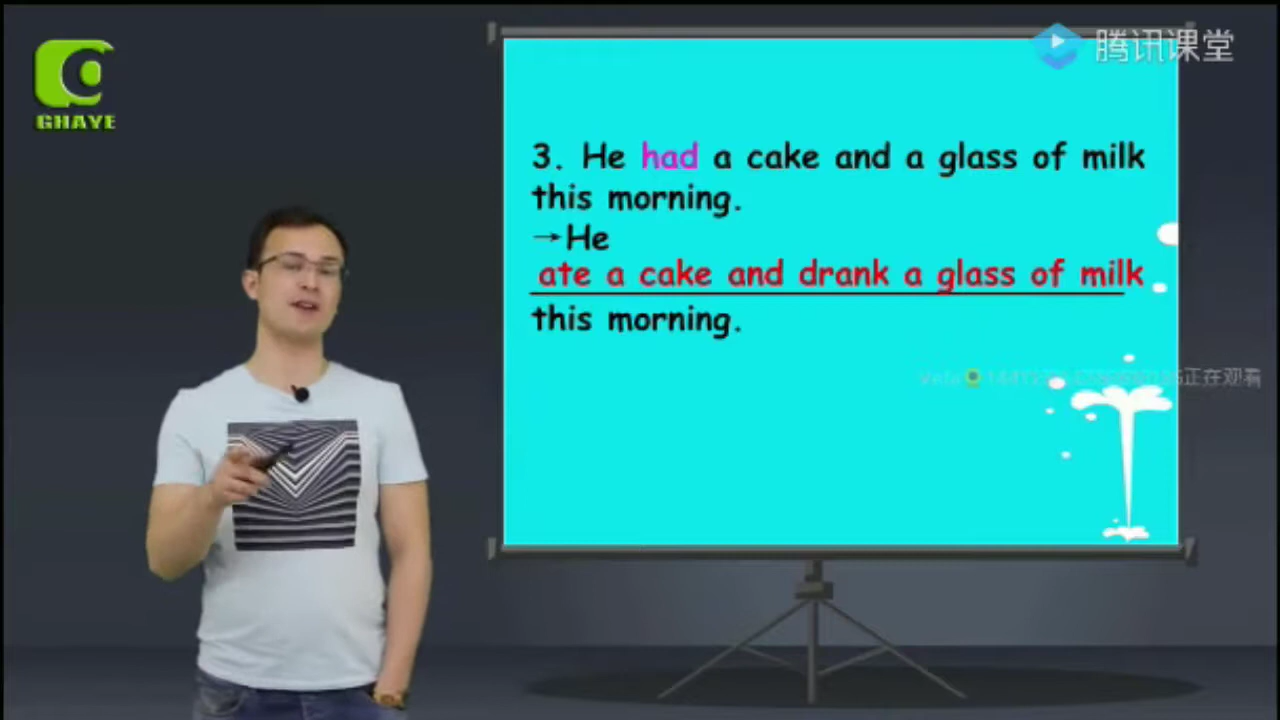 GHAYE
腾讯课堂
3. He had a cake and a glass of milk
this morning.
→He
ate a cake and drank a glass of milk
this morning.
正在观看